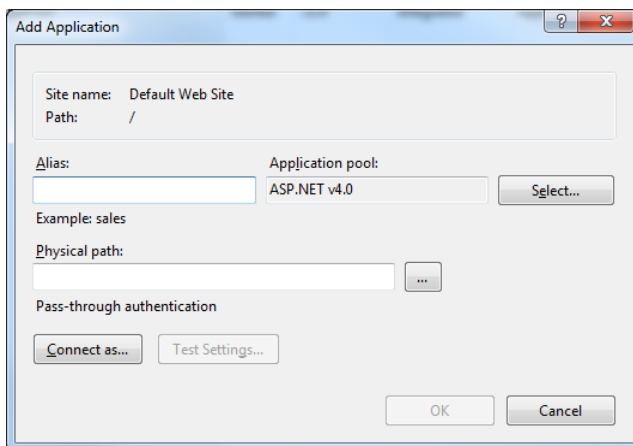 Add Application
Site name: Default Web Site
Path: /
Alias: Application pool:
ASP.NET v4.0 Select...
Example: sales
Physical path:
...
Pass-through authentication
Connect as... Test Settings...
OK Cancel